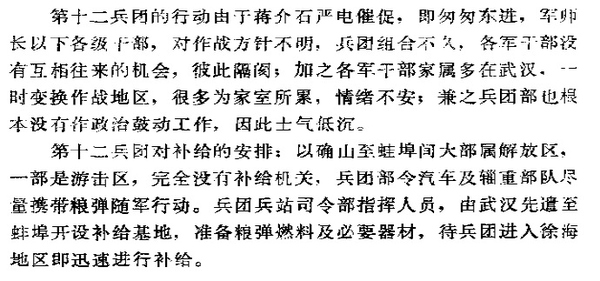 第十二兵团的行动由于蒋介石严电催促，即匆匆东进，军师
长以下各级干部，对作战方针不明，兵团组合不久，各军干部没
有互相往来的机会，彼此隔阂；加之各军干部家属多在武汉，一
时变换作战地区，很多为家室所累，情绪不安；兼之兵团部也根
本没有作政治鼓动工作，因此士气低沉。
第十二兵团对补给的安排：以确山至蚌埠间大部属解放区，
一部是游击区，完全没有补给机关，兵团部令汽车及辎重部队尽
量携带粮弹随军行动。兵团兵站司令部指挥人员，由武汉先遣至
蚌埠开设补给基地，准备粮弹燃料及必要器材，待兵团进入徐海
地区即迅速进行补给。